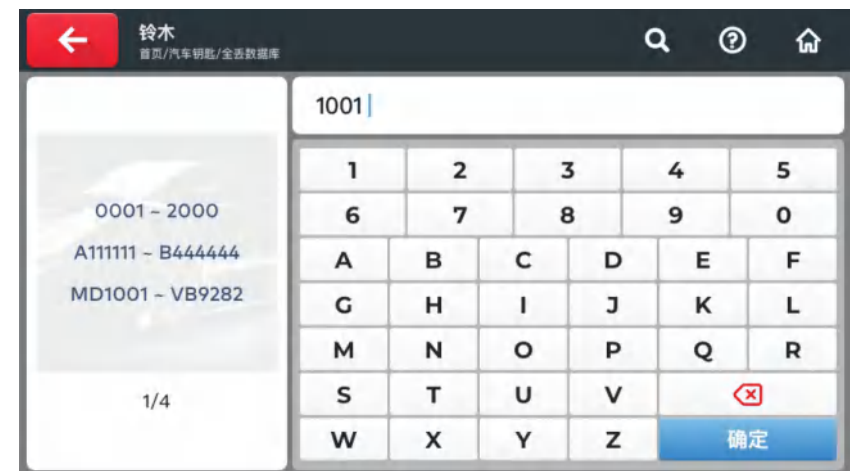 铃木
首页/汽车钥匙/全丢数据库
1001
0001 ~ 2000
A111111 ~ B444444
MD1001 ~ VB9282
1/4
1 2 3 4 5
6 7 8 9 0
A B C D E F
G H I J K L
M N O P Q R
S T U V
W X Y Z 确定